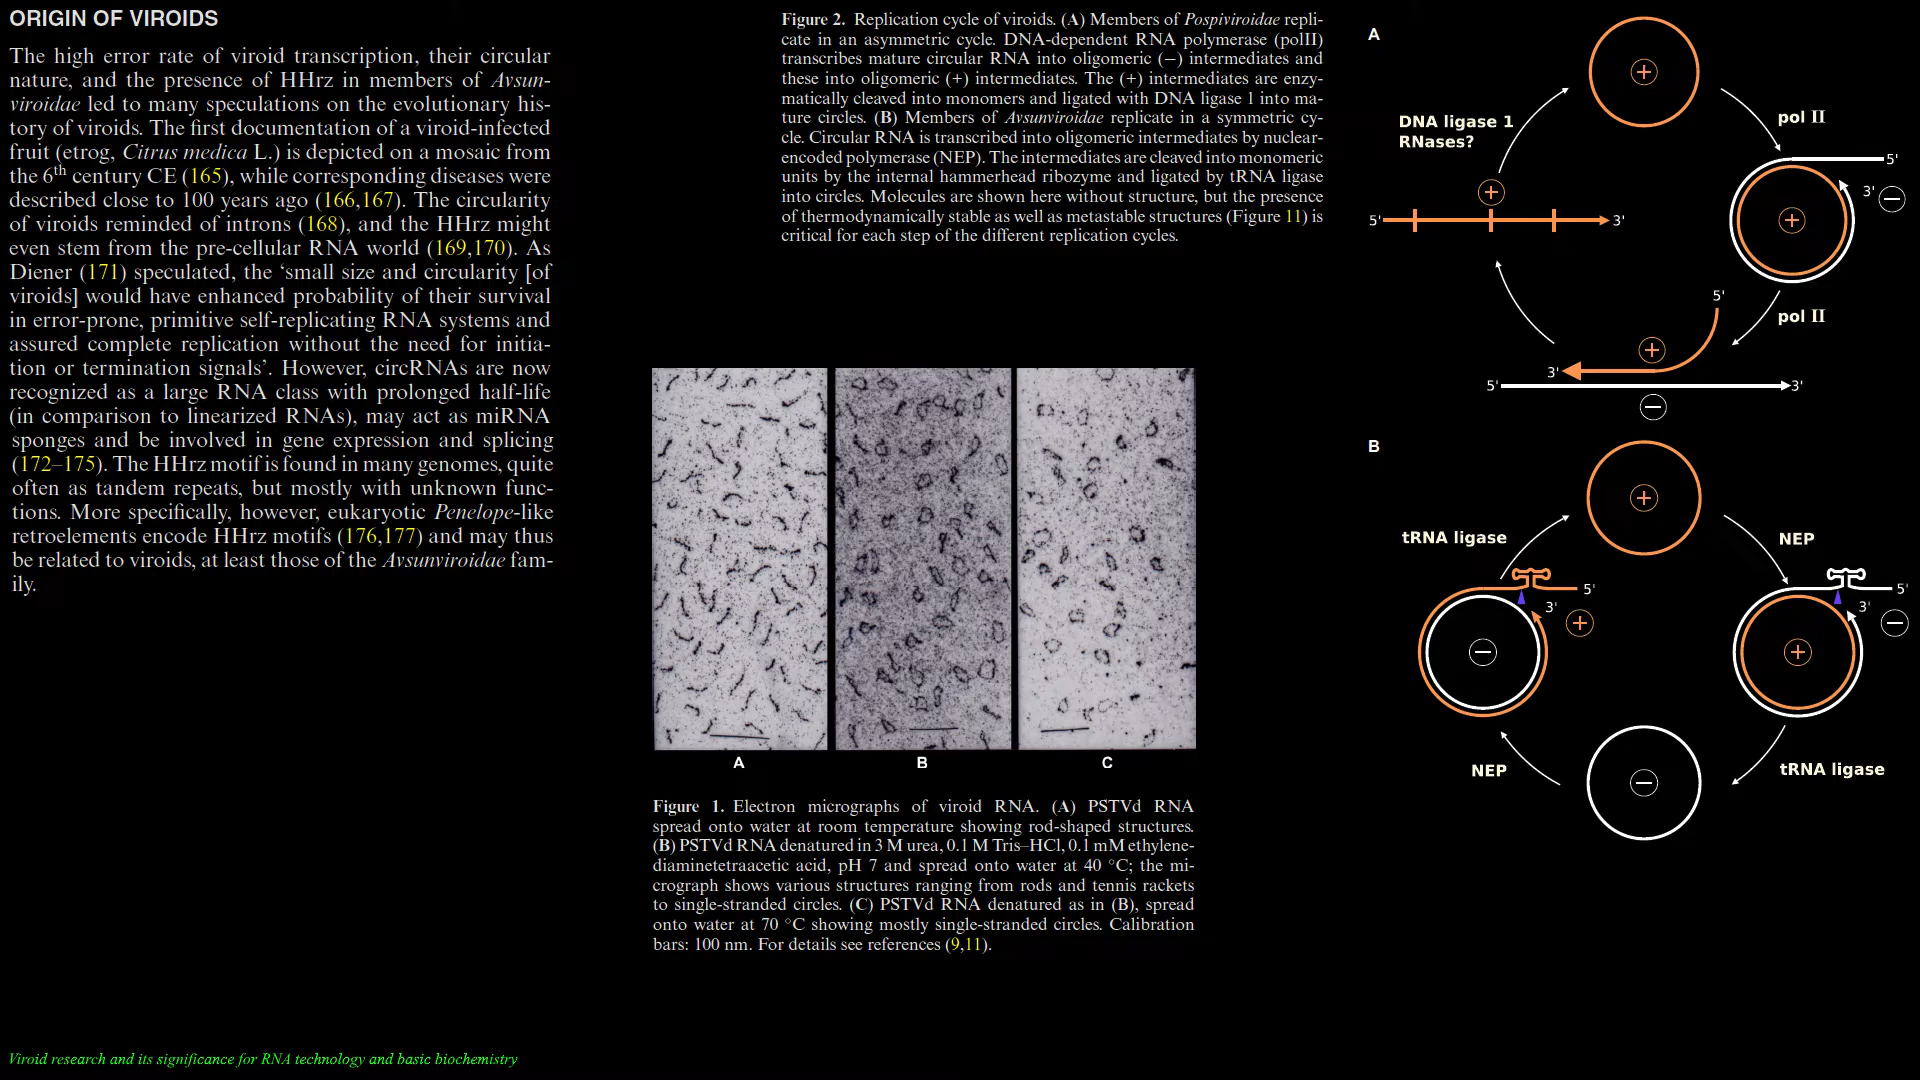 ORIGIN OF VIROIDS
The high error rate of viroid transcription, their circular
nature, and the presence of HHrz in members of Avsun-
viroidae led to many speculations on the evolutionary his-
tory of viroids. The first documentation of a viroid-infected
fruit (etrog, Citrus medica L.) is depicted on a mosaic from
the 6th century CE (165), while corresponding diseases were
described close to 100 years ago (166,167). The circularity
of viroids reminded of introns (168), and the HHrz might
even stem from the pre-cellular RNA world (169,170). As
Diener (171) speculated, the ‘small size and circularity [of
viroids] would have enhanced probability of their survival
in error-prone, primitive self-replicating RNA systems and
assured complete replication without the need for initia-
tion or termination signals’. However, circRNAs are now
recognized as a large RNA class with prolonged half-life
(in comparison to linearized RNAs), may act as miRNA
sponges and be involved in gene expression and splicing
(172–175). The HHrz motif is found in many genomes, quite
often as tandem repeats, but mostly with unknown func-
tions. More specifically, however, eukaryotic Penelope-like
retroelements encode HHrz motifs (176,177) and may thus
be related to viroids, at least those of the Avsunviroidae fam-
ily.
Figure 2. Replication cycle of viroids. (A) Members of Pospiviroidae repli-
cate in an asymmetric cycle. DNA-dependent RNA polymerase (polII)
transcribes mature circular RNA into oligomeric (−) intermediates and
these into oligomeric (+) intermediates. The (+) intermediates are enzy-
matically cleaved into monomers and ligated with DNA ligase 1 into ma-
ture circles. (B) Members of Avsunviroidae replicate in a symmetric cy-
cle. Circular RNA is transcribed into oligomeric intermediates by nuclear-
encoded polymerase (NEP). The intermediates are cleaved into monomeric
units by the internal hammerhead ribozyme and ligated by tRNA ligase
into circles. Molecules are shown here without structure, but the presence
of thermodynamically stable as well as metastable structures (Figure 11) is
critical for each step of the different replication cycles.
A B C
Figure 1. Electron micrographs of viroid RNA. (A) PSTVd RNA
spread onto water at room temperature showing rod-shaped structures.
(B) PSTVd RNA denatured in 3 M urea, 0.1 M Tris–HCl, 0.1 mM ethylene-
diaminetetraacetic acid, pH 7 and spread onto water at 40 °C; the mi-
crograph shows various structures ranging from rods and tennis rackets
to single-stranded circles. (C) PSTVd RNA denatured as in (B), spread
onto water at 70 °C showing mostly single-stranded circles. Calibration
bars: 100 nm. For details see references (9,11).
A
+
DNA ligase 1
RNases?
pol II
5'
3' −
+
+
5' 3'
5'
pol II
+
3'
5' 3'
−
B
+
tRNA ligase
NEP
5'
3' +
−
5'
3' −
+
NEP
−
tRNA ligase
Viroid research and its significance for RNA technology and basic biochemistry